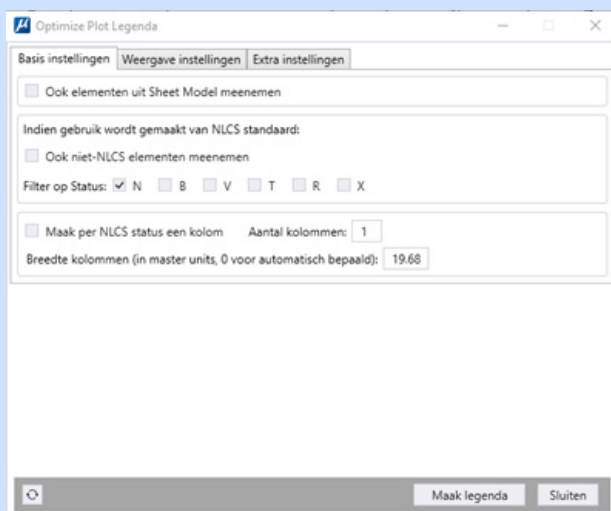 Optimize Plot Legenda
Basis instellingen Weergave instellingen Extra instellingen
Ook elementen uit Sheet Model meenemen
Indien gebruik wordt gemaakt van NLCS standaard:
Ook niet-NLCS elementen meenemen
Filter op Status: N B V T R X
Maak per NLCS status een kolom Aantal kolommen: 1
Breedte kolommen (in master units, 0 voor automatisch bepaald): 19.68
Maak legenda Sluiten